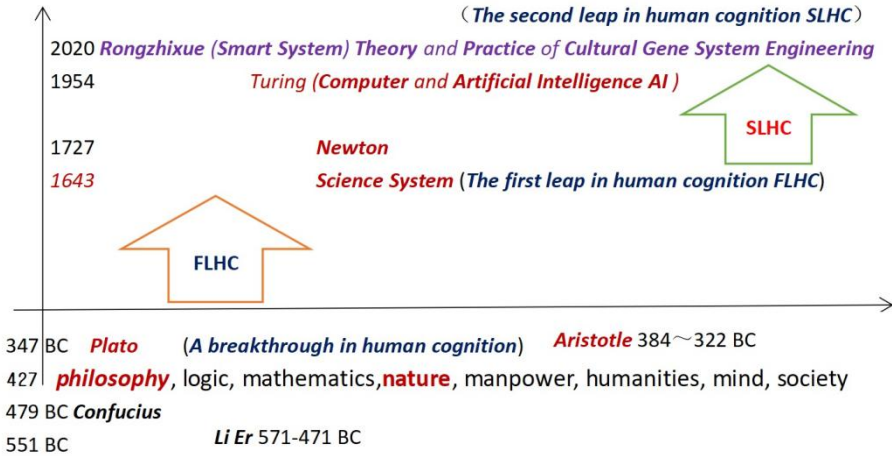 （The second leap in human cognition SLHC）
2020 Rongzhixue (Smart System) Theory and Practice of Cultural Gene System Engineering
1954 Turing (Computer and Artificial Intelligence AI )
SLHC
1727 Newton
1643 Science System (The first leap in human cognition FLHC)
FLHC
347 BC Plato (A breakthrough in human cognition) Aristotle 384～322 BC
427 philosophy, logic, mathematics,nature, manpower, humanities, mind, society
479 BC Confucius
551 BC Li Er 571-471 BC